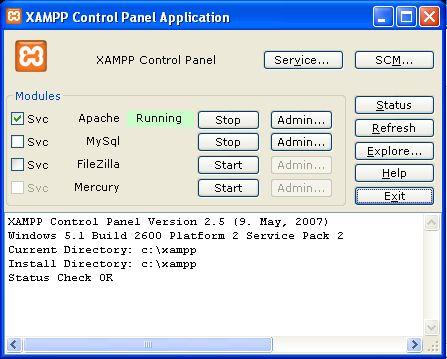 XAMPP Control Panel Application
XAMPP Control Panel
Service...
SCM...
Modules
Svc Apache Running Stop Admin...
Svc MySql Stop Admin...
Svc FileZilla Start Admin...
Svc Mercury Start Admin...
Status
Refresh
Explore...
Help
Exit
XAMPP Control Panel Version 2.5 (9. May, 2007)
Windows 5.1 Build 2600 Platform 2 Service Pack 2
Current Directory: c:\xampp
Install Directory: c:\xampp
Status Check OK